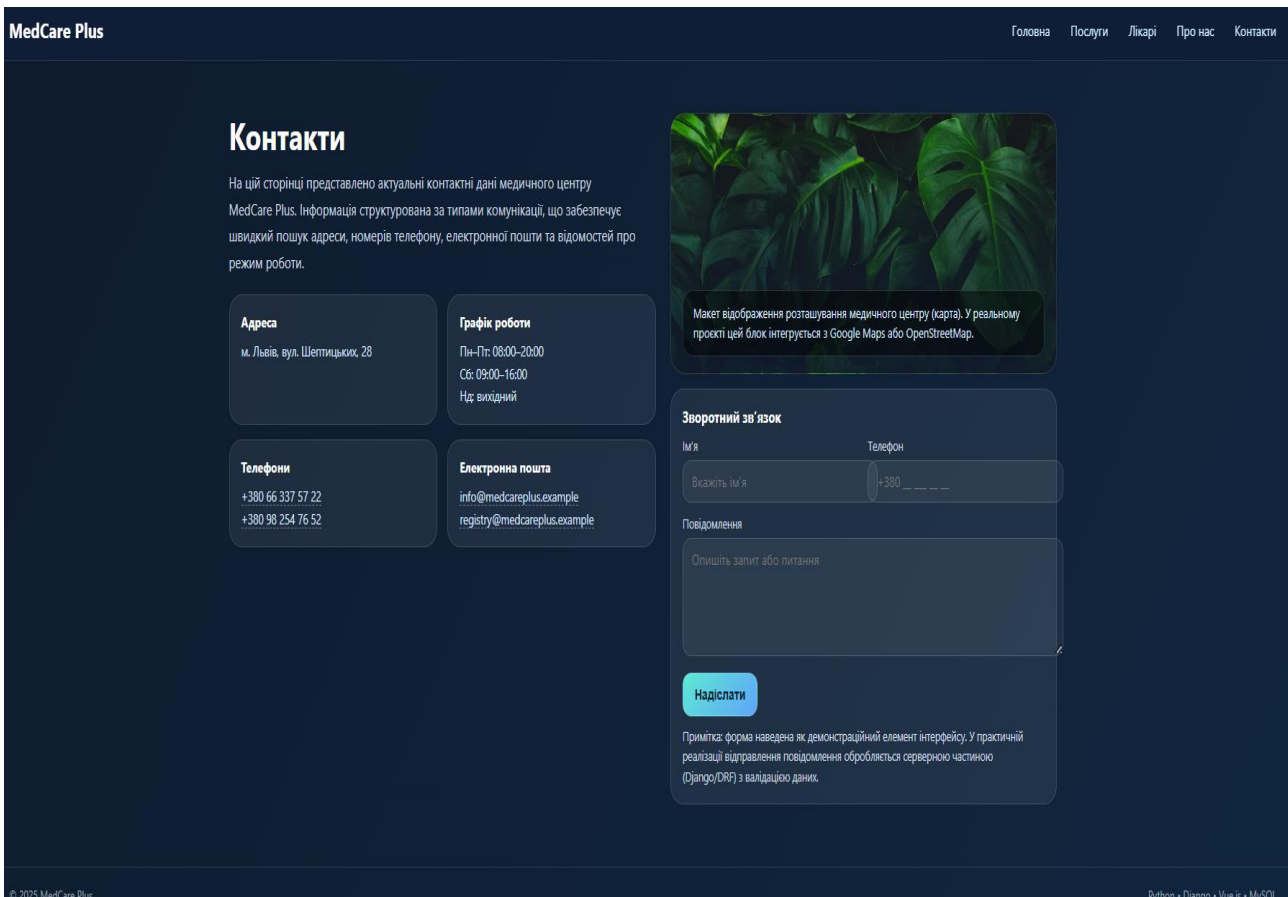 MedCare Plus
Головна Послуги Лікарі Про нас Контакти
Контакти
На цій сторінці представлено актуальні контактні дані медичного центру
MedCare Plus. Інформація структурована за типами комунікації, що забезпечує
швидкий пошук адреси, номерів телефону, електронної пошти та відомостей про
режим роботи.
Адреса
м. Львів, вул. Шептицьких, 28
Графік роботи
Пн–Пт: 08:00–20:00
Сб: 09:00–16:00
Нд: вихідний
Телефони
+380 66 337 57 22
+380 98 254 76 52
Електронна пошта
info@medcareplus.example
registry@medcareplus.example
Макет відображення розташування медичного центру (карта). У реальному
проєкті цей блок інтегрується з Google Maps або OpenStreetMap.
Зворотний зв’язок
Ім’я Телефон
Вкажіть ім’я +380 __ ___ __ __
Повідомлення
Опишіть запит або питання
Надіслати
Примітка: форма наведена як демонстраційний елемент інтерфейсу. У практичній
реалізації відправлення повідомлення обробляється серверною частиною
(Django/DRF) з валідацією даних.
© 2025 MedCare Plus
Python • Django • Vue.js • MySQL